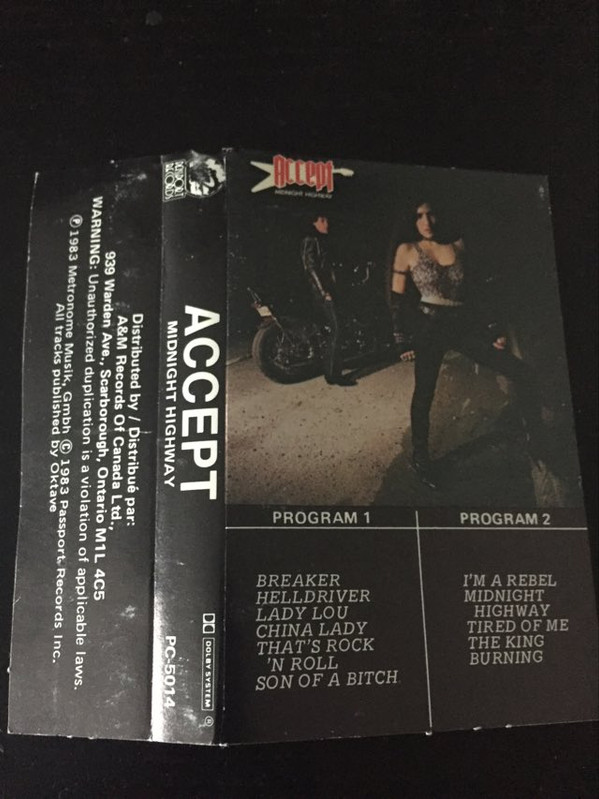 Accept
MIDNIGHT HIGHWAY
PROGRAM 1
BREAKER
HELLDRIVER
LADY LOU
CHINA LADY
THAT'S ROCK
'N ROLL
SON OF A BITCH
PROGRAM 2
I'M A REBEL
MIDNIGHT
HIGHWAY
TIRED OF ME
THE KING
BURNING
PASSPORT
RECORDS
ACCEPT
MIDNIGHT HIGHWAY
DOLBY SYSTEM ®
PC-5014
Distributed by / Distribué par:
A&M Records Of Canada Ltd.,
939 Warden Ave., Scarborough, Ontario M1L 4C5
WARNING: Unauthorized duplication is a violation of applicable laws.
℗ 1983 Metronome Musik, Gmbh © 1983 Passport Records Inc.
All tracks published by Oktave